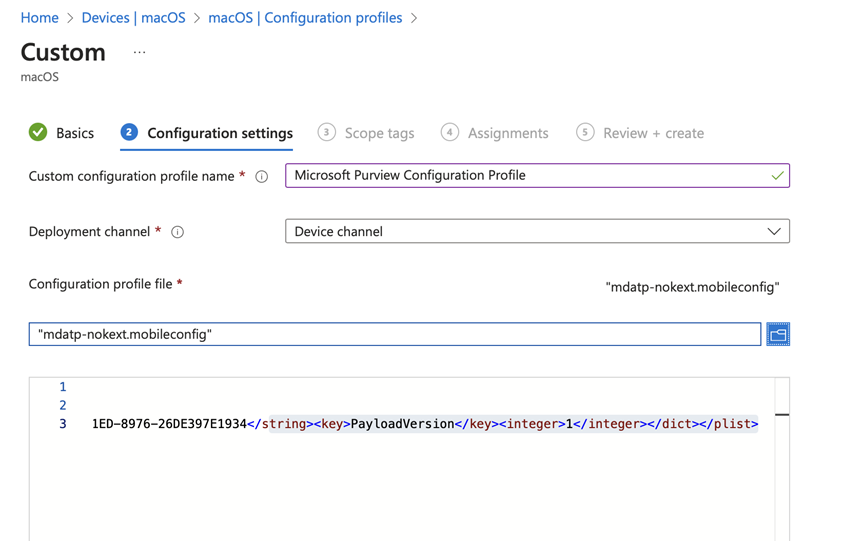 Home > Devices | macOS > macOS | Configuration profiles >
Custom ...
macOS
Basics 2 Configuration settings 3 Scope tags 4 Assignments 5 Review + create
Custom configuration profile name * Microsoft Purview Configuration Profile
Deployment channel * Device channel
Configuration profile file *
"mdatp-nokext.mobileconfig"
"mdatp-nokext.mobileconfig"
1
2
3 1ED-8976-26DE397E1934</string><key>PayloadVersion</key><integer>1</integer></dict></plist>